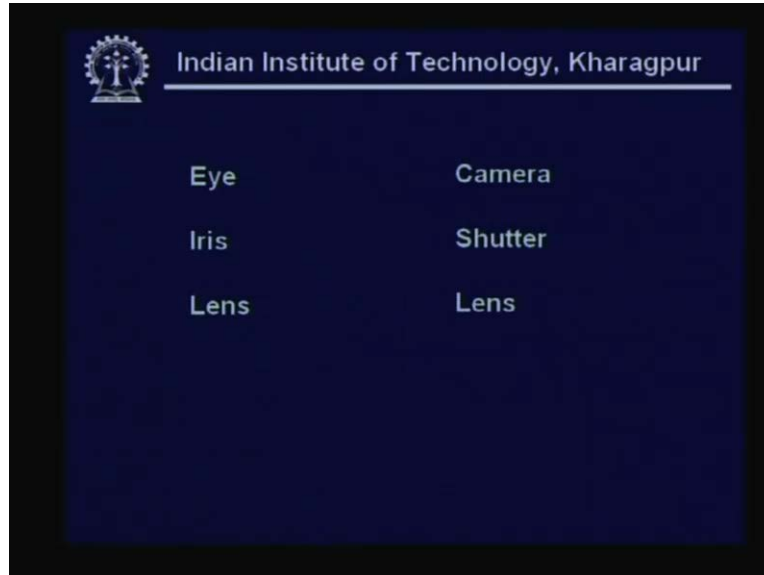 Indian Institute of Technology, Kharagpur
Eye Camera
Iris Shutter
Lens Lens